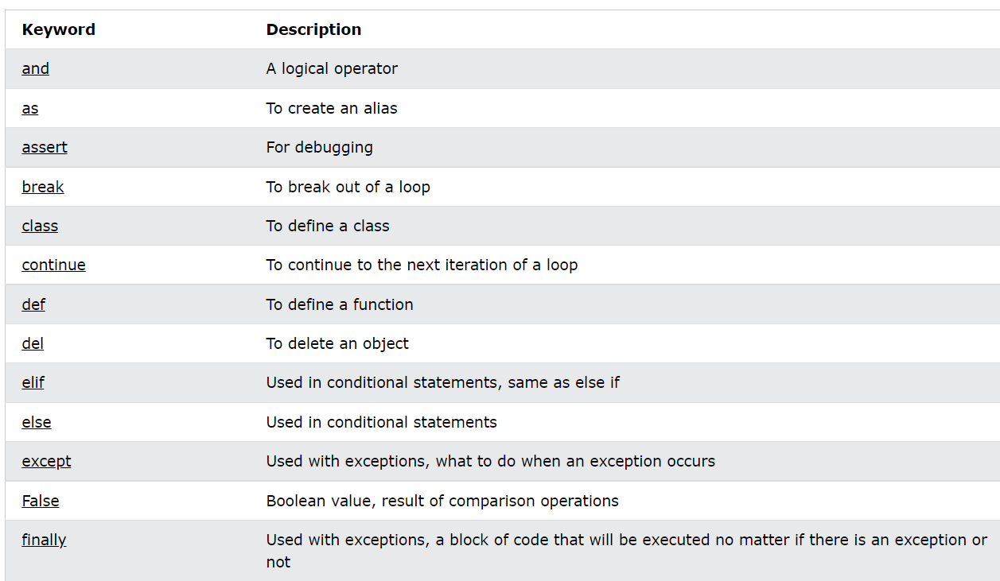 Keyword Description
and A logical operator
as To create an alias
assert For debugging
break To break out of a loop
class To define a class
continue To continue to the next iteration of a loop
def To define a function
del To delete an object
elif Used in conditional statements, same as else if
else Used in conditional statements
except Used with exceptions, what to do when an exception occurs
False Boolean value, result of comparison operations
finally Used with exceptions, a block of code that will be executed no matter if there is an exception or
not